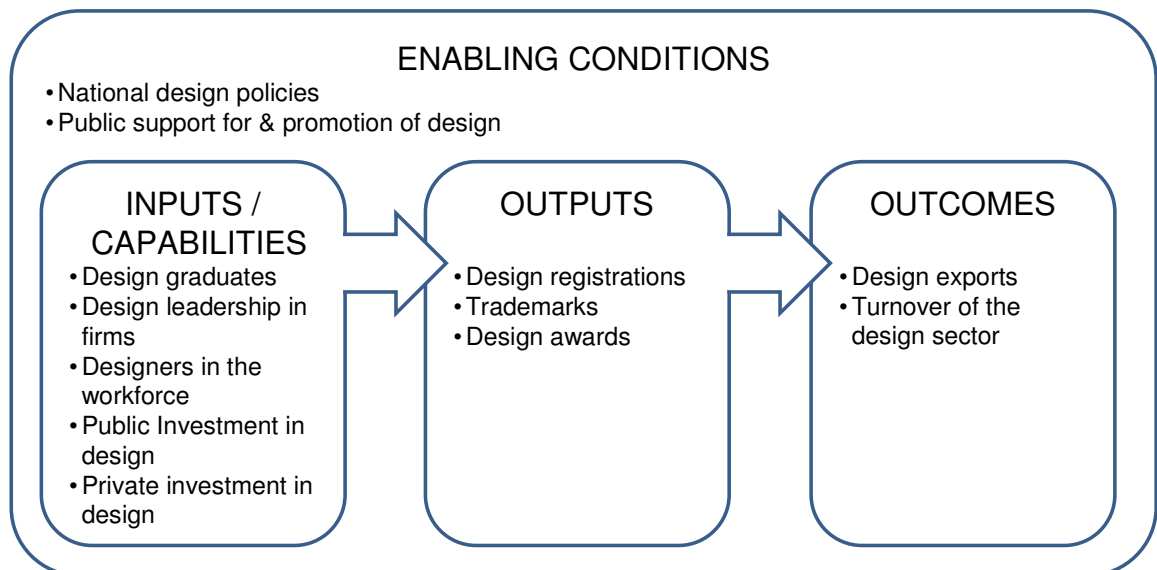 ENABLING CONDITIONS
•National design policies
•Public support for & promotion of design
INPUTS /
CAPABILITIES
•Design graduates
•Design leadership in
firms
•Designers in the
workforce
•Public Investment in
design
•Private investment in
design
OUTPUTS
•Design registrations
•Trademarks
•Design awards
OUTCOMES
•Design exports
•Turnover of the
design sector